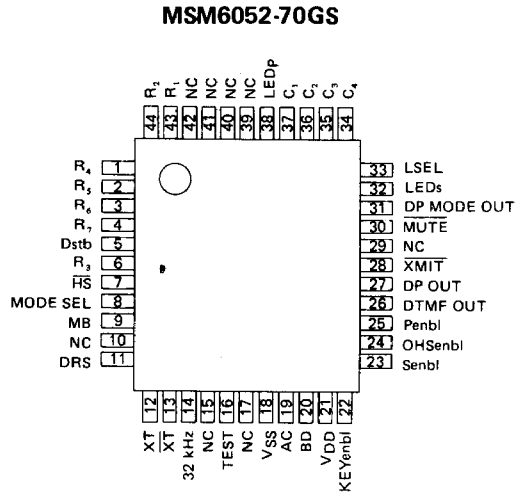 MSM6052-70GS
R₂ R₁ NC NC NC NC LEDp C₁ C₂ C₃ C₄
44 43 42 41 40 39 38 37 36 35 34
R₄ 1
R₅ 2
R₆ 3
R₇ 4
Dstb 5
R₃ 6
H̅S̅ 7
MODE SEL 8
MB 9
NC 10
DRS 11
33 LSEL
32 LEDs
31 DP MODE OUT
30 M̅U̅T̅E̅
29 NC
28 X̅M̅I̅T̅
27 DP OUT
26 DTMF OUT
25 Penbl
24 OHSenbl
23 Senbl
12 13 14 15 16 17 18 19 20 21 22
XT X̅T̅ 32 kHz NC TEST NC VSS AC BD VDD KEYenbl